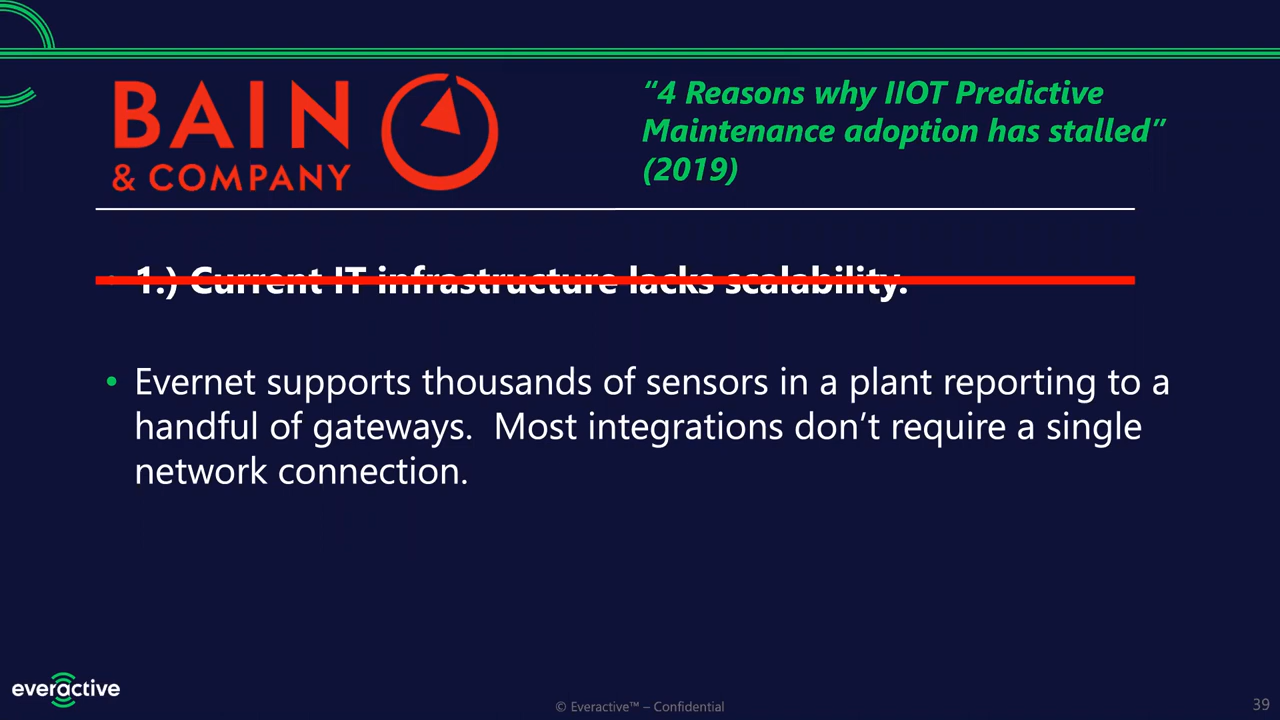 BAIN
& COMPANY
“4 Reasons why IIOT Predictive
Maintenance adoption has stalled”
(2019)
• 1.) Current IT infrastructure lacks scalability.
• Evernet supports thousands of sensors in a plant reporting to a
handful of gateways.  Most integrations don’t require a single
network connection.
everactive
© Everactive™ – Confidential
39